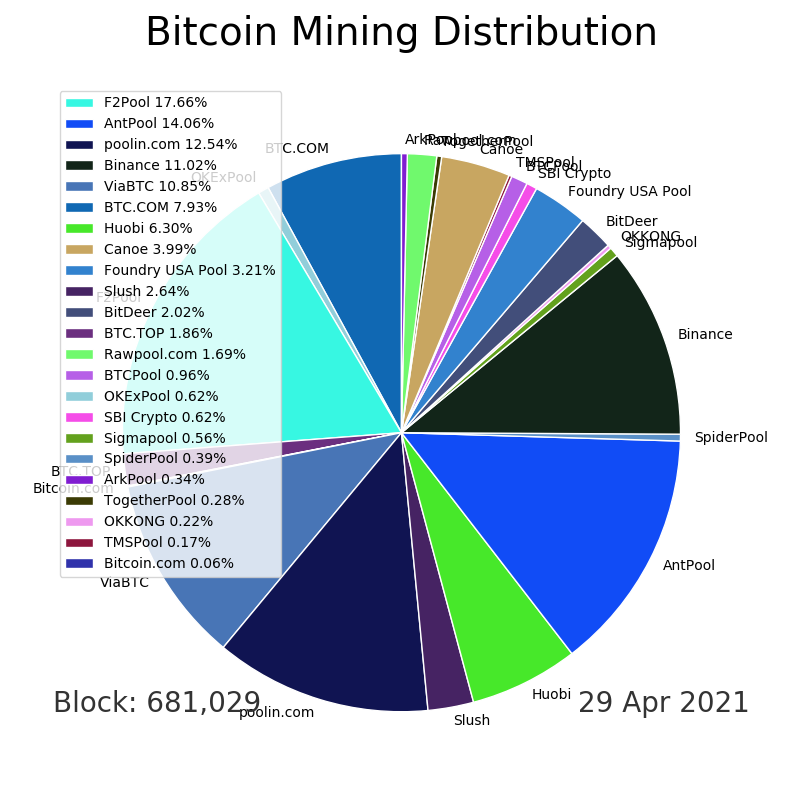 Bitcoin Mining Distribution
F2Pool 17.66%
AntPool 14.06%
poolin.com 12.54%
Binance 11.02%
ViaBTC 10.85%
BTC.COM 7.93%
Huobi 6.30%
Canoe 3.99%
Foundry USA Pool 3.21%
Slush 2.64%
BitDeer 2.02%
BTC.TOP 1.86%
Rawpool.com 1.69%
BTCPool 0.96%
OKExPool 0.62%
SBI Crypto 0.62%
Sigmapool 0.56%
SpiderPool 0.39%
ArkPool 0.34%
TogetherPool 0.28%
OKKONG 0.22%
TMSPool 0.17%
Bitcoin.com 0.06%
ArkPool
Rawpool.com
TogetherPool
Canoe
TMSPool
BTCPool
SBI Crypto
Foundry USA Pool
BitDeer
OKKONG
Sigmapool
Binance
SpiderPool
AntPool
Huobi
Slush
poolin.com
ViaBTC
Bitcoin.com
BTC.TOP
F2Pool
OKExPool
BTC.COM
Block: 681,029
29 Apr 2021